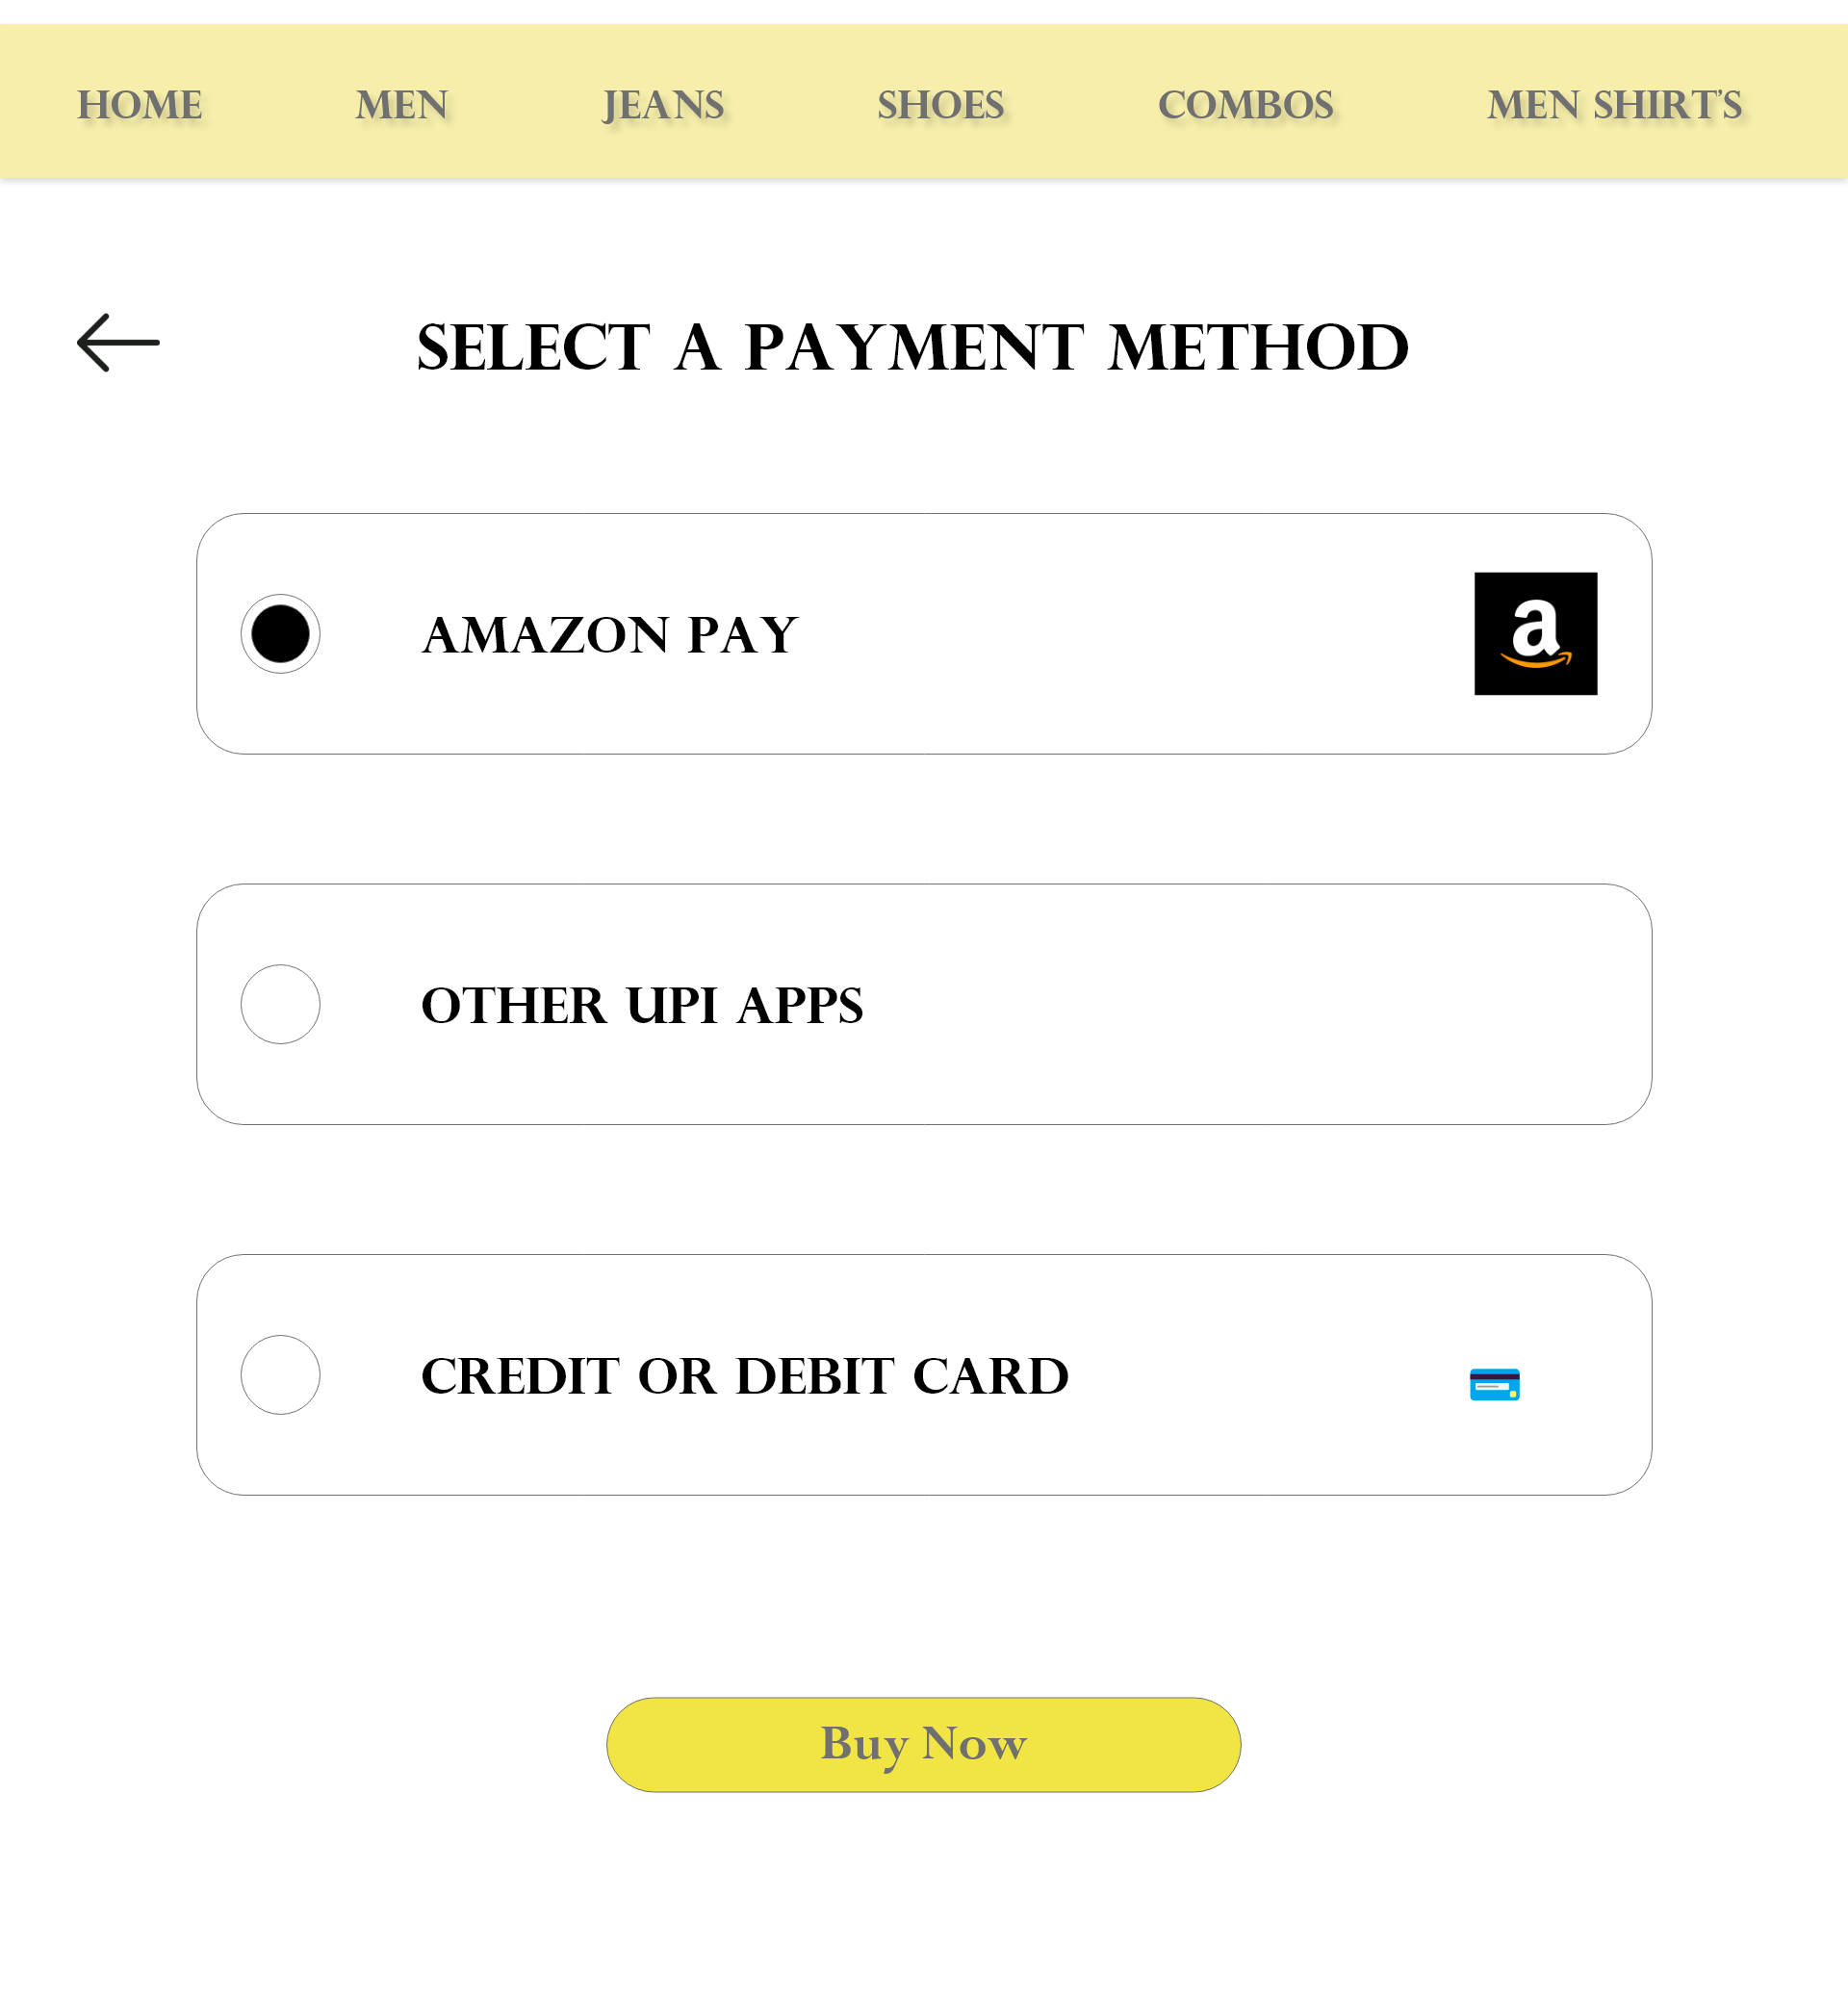 HOME MEN JEANS SHOES COMBOS MEN SHIRT'S
SELECT A PAYMENT METHOD
AMAZON PAY
a
OTHER UPI APPS
CREDIT OR DEBIT CARD
Buy Now